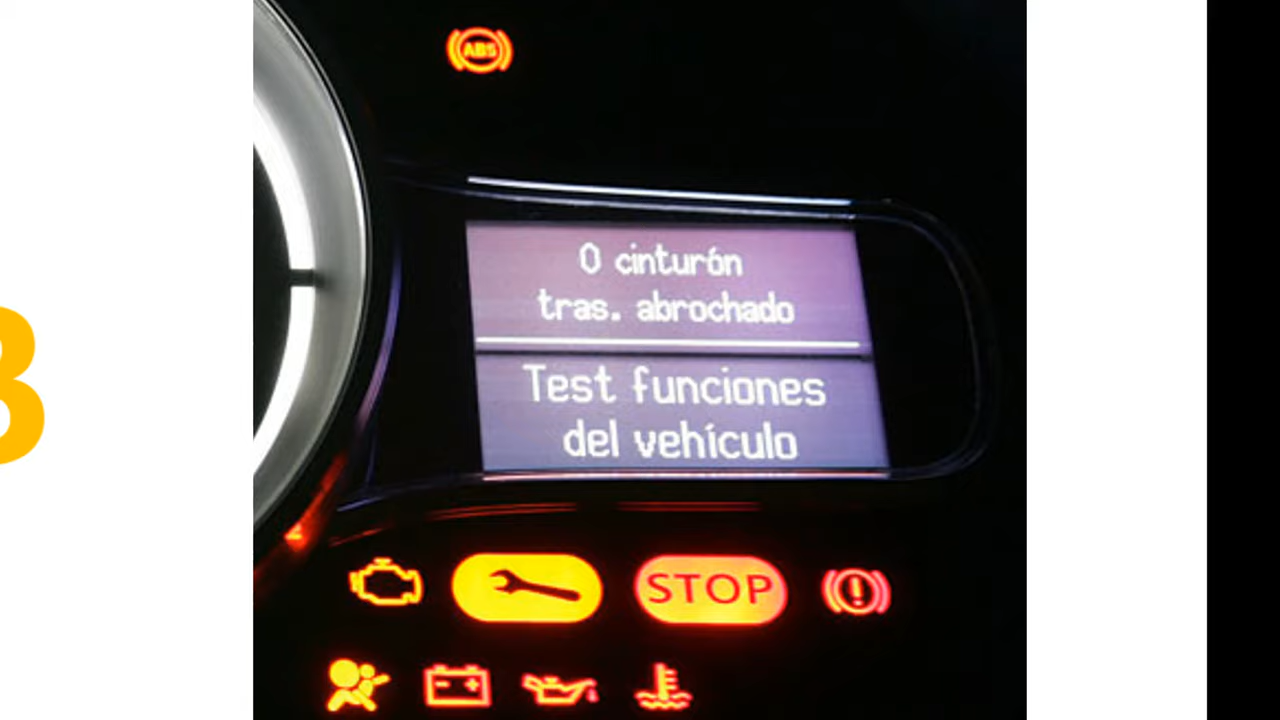 ABS
0 cinturón
tras. abrochado
Test funciones
del vehículo
STOP